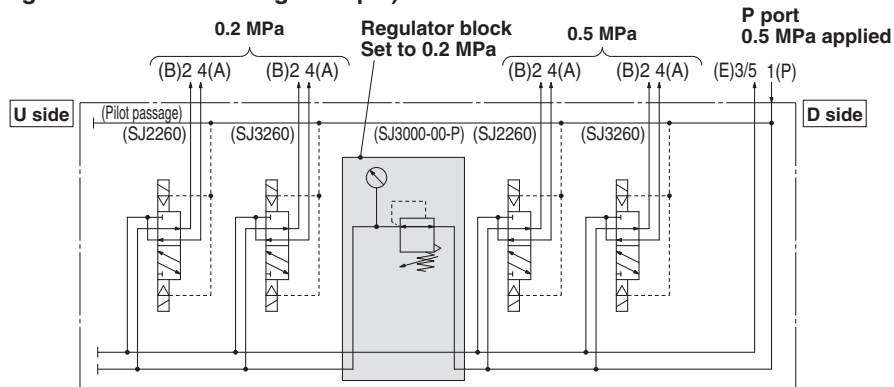 Regulator block
Set to 0.2 MPa
0.2 MPa
0.5 MPa
P port
0.5 MPa applied
(B)2 4(A) (B)2 4(A) (B)2 4(A) (B)2 4(A) (E)3/5 1(P)
U side
D side
(Pilot passage)
(SJ2260) (SJ3260) (SJ3000-00-P) (SJ2260) (SJ3260)